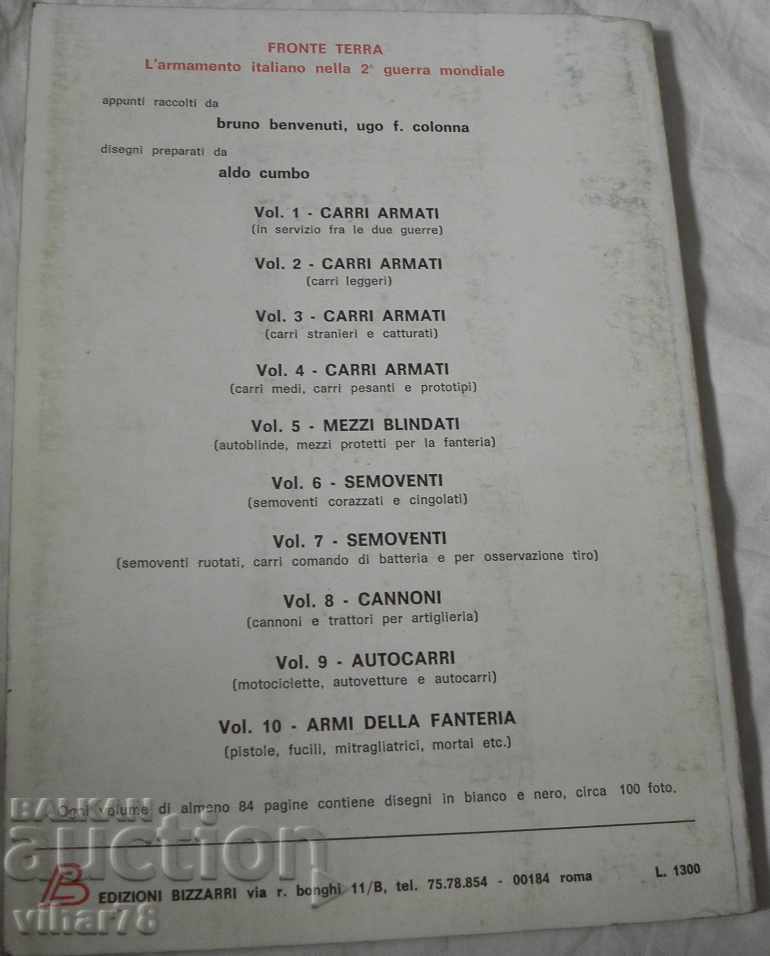 FRONTE TERRA
L'armamento italiano nella 2ª guerra mondiale
appunti raccolti da
bruno benvenuti, ugo f. colonna
disegni preparati da
aldo cumbo
Vol. 1 - CARRI ARMATI
(in servizio fra le due guerre)
Vol. 2 - CARRI ARMATI
(carri leggeri)
Vol. 3 - CARRI ARMATI
(carri stranieri e catturati)
Vol. 4 - CARRI ARMATI
(carri medi, carri pesanti e prototipi)
Vol. 5 - MEZZI BLINDATI
(autoblinde, mezzi protetti per la fanteria)
Vol. 6 - SEMOVENTI
(semoventi corazzati e cingolati)
Vol. 7 - SEMOVENTI
(semoventi ruotati, carri comando di batteria e per osservazione tiro)
Vol. 8 - CANNONI
(cannoni e trattori per artiglieria)
Vol. 9 - AUTOCARRI
(motociclette, autovetture e autocarri)
Vol. 10 - ARMI DELLA FANTERIA
(pistole, fucili, mitragliatrici, mortai etc.)
Ogni volume di almeno 84 pagine contiene disegni in bianco e nero, circa 100 foto.
BALKAN
auction
EDIZIONI BIZZARRI via r. bonghi 11/B, tel. 75.78.854 - 00184 roma L. 1300
vihar78